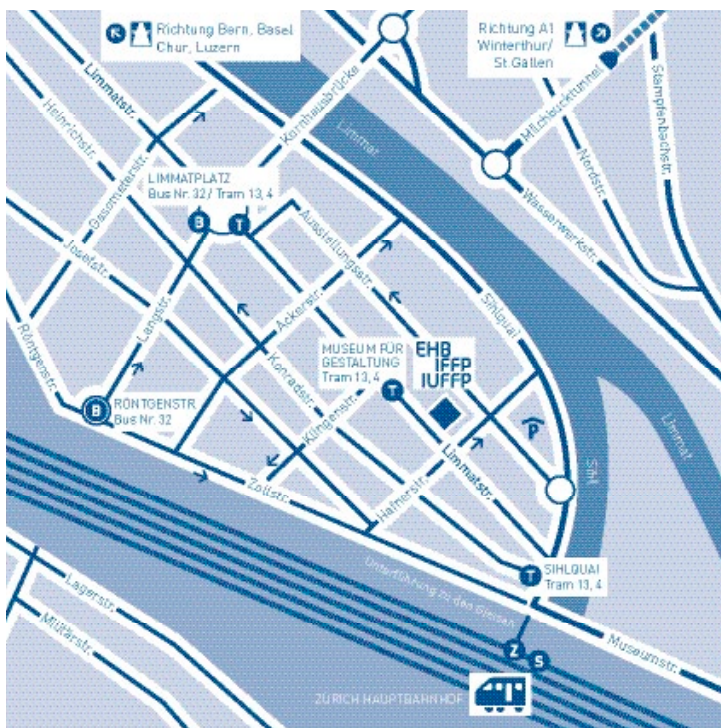 Richtung Bern, Basel
Chur, Luzern
Richtung A1
Winterthur/
St Gallen
Limmatstr.
Heinrichstr.
Kornhausbrücke
Limmat
Milchbucktunnel
Stampfenbachstr.
Nordstr.
Wasserwerkstr.
Gasometerstr.
LIMMATPLATZ
Bus Nr. 32/ Tram 13, 4
B
T
Ausstellungsstr.
Josefstr.
Langstr.
Ackerstr.
Sihlquai
Röntgenstr.
Konradstr.
MUSEUM FÜR
GESTALTUNG
Tram 13, 4
T
EHB
IFFP
IUFFP
B
RÖNTGENSTR.
Bus Nr. 32
Klingenstr.
P
Limmat
Sihl
Limmatstr.
Zollstr.
Hafnerstr.
T
SIHLQUAI
Tram 13, 4
Unterführung zu den Gleisen
Lagerstr.
Militärstr.
Museumstr.
Z
S
ZÜRICH HAUPTBAHNHOF